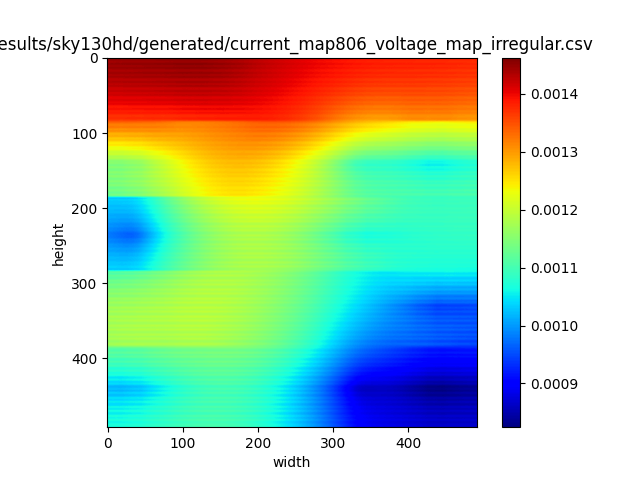 esults/sky130hd/generated/current_map806_voltage_map_irregular.csv
0
100
200
300
400
height
0 100 200 300 400
width
0.0014
0.0013
0.0012
0.0011
0.0010
0.0009